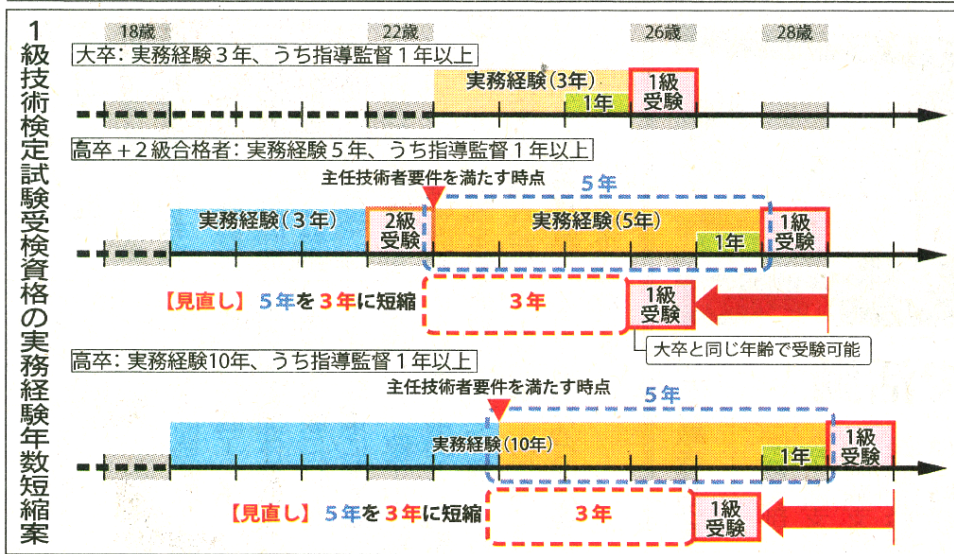 1級技術検定試験受検資格の実務経験年数短縮案
18歳
22歳
26歳
28歳
大卒：実務経験3年、うち指導監督1年以上
実務経験(3年)
1年
1級
受験
高卒+2級合格者：実務経験5年、うち指導監督1年以上
主任技術者要件を満たす時点
5年
実務経験(3年)
2級
受験
実務経験(5年)
1年
1級
受験
【見直し】 5年を3年に短縮
3年
1級
受験
大卒と同じ年齢で受験可能
高卒：実務経験10年、うち指導監督1年以上
主任技術者要件を満たす時点
5年
実務経験(10年)
1年
1級
受験
【見直し】 5年を3年に短縮
3年
1級
受験